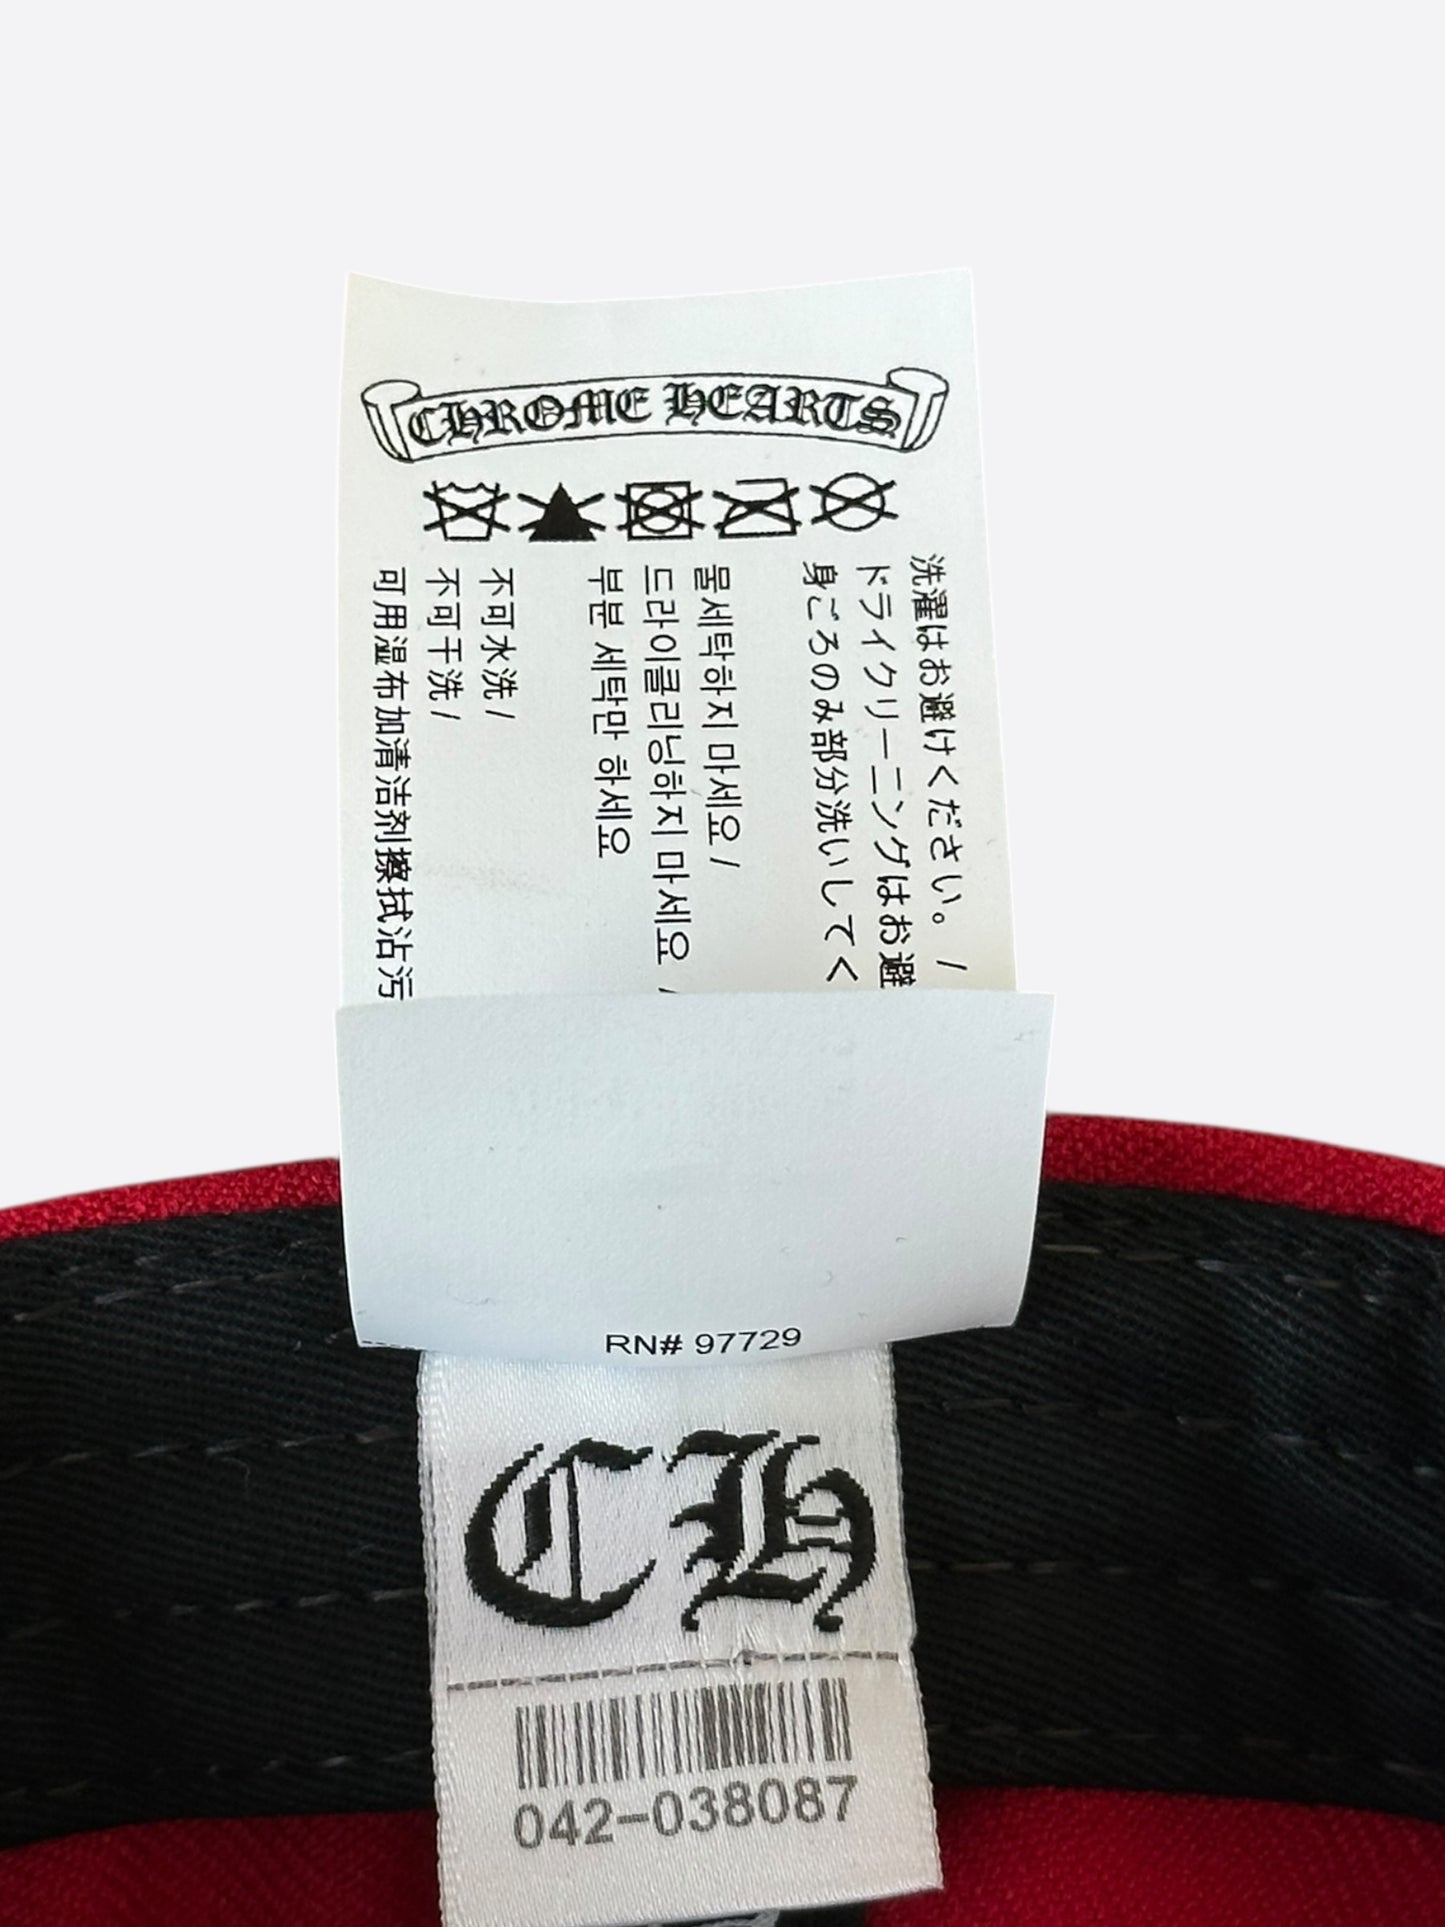 CHROME HEARTS
洗濯はお避けください。 /
ドライクリーニングはお避
身ごろのみ部分洗いしてく
물세탁하지 마세요 /
드라이클리닝하지 마세요 /
부분 세탁만 하세요
不可水洗 /
不可干洗 /
可用湿布加清洁剂擦拭沾污
RN# 97729
CH
042-038087